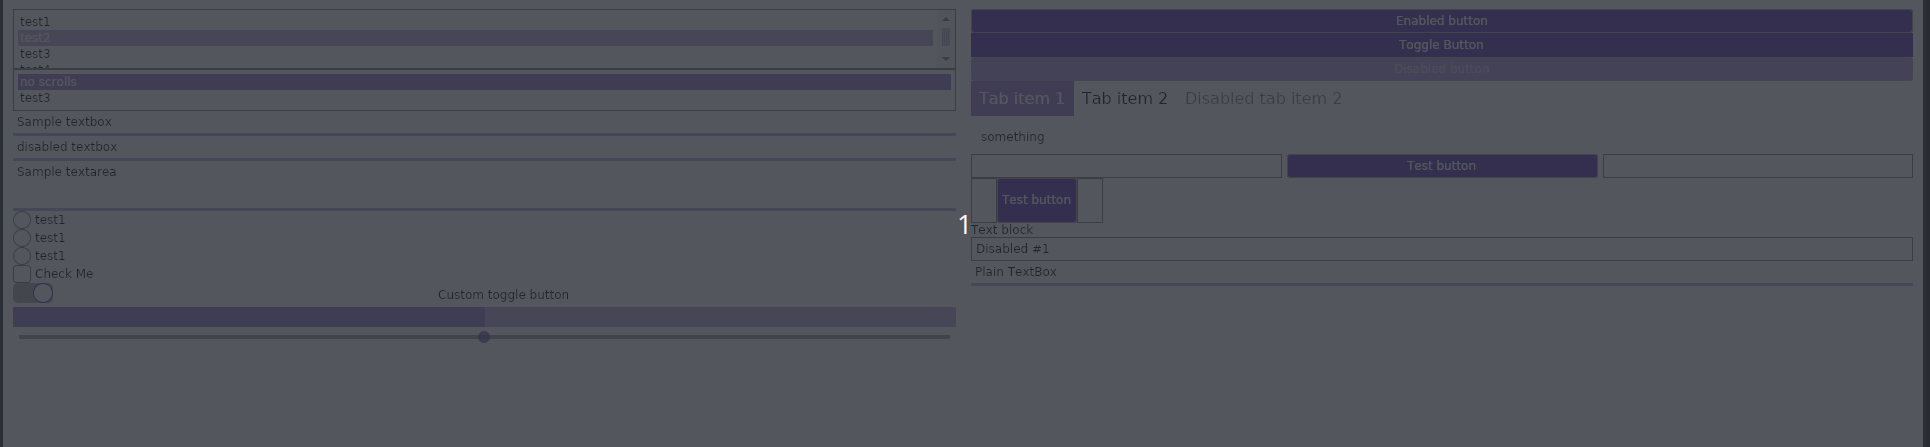 test1
test2
test3
no scrolls
test3
Sample textbox
disabled textbox
Sample textarea
test1
test1
test1
Check Me
Custom toggle button
Enabled button
Toggle Button
Disabled button
Tab item 1 Tab item 2 Disabled tab item 2
something
Test button
Test button
1
Text block
Disabled #1
Plain TextBox